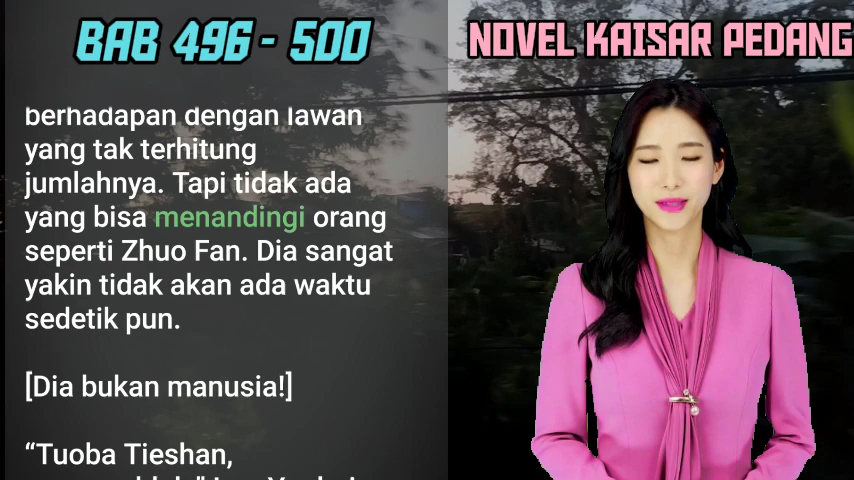 BAB 496 - 500
NOVEL KAISAR PEDANG
berhadapan dengan lawan
yang tak terhitung
jumlahnya. Tapi tidak ada
yang bisa menandingi orang
seperti Zhuo Fan. Dia sangat
yakin tidak akan ada waktu
sedetik pun.
[Dia bukan manusia!]
“Tuoba Tieshan,